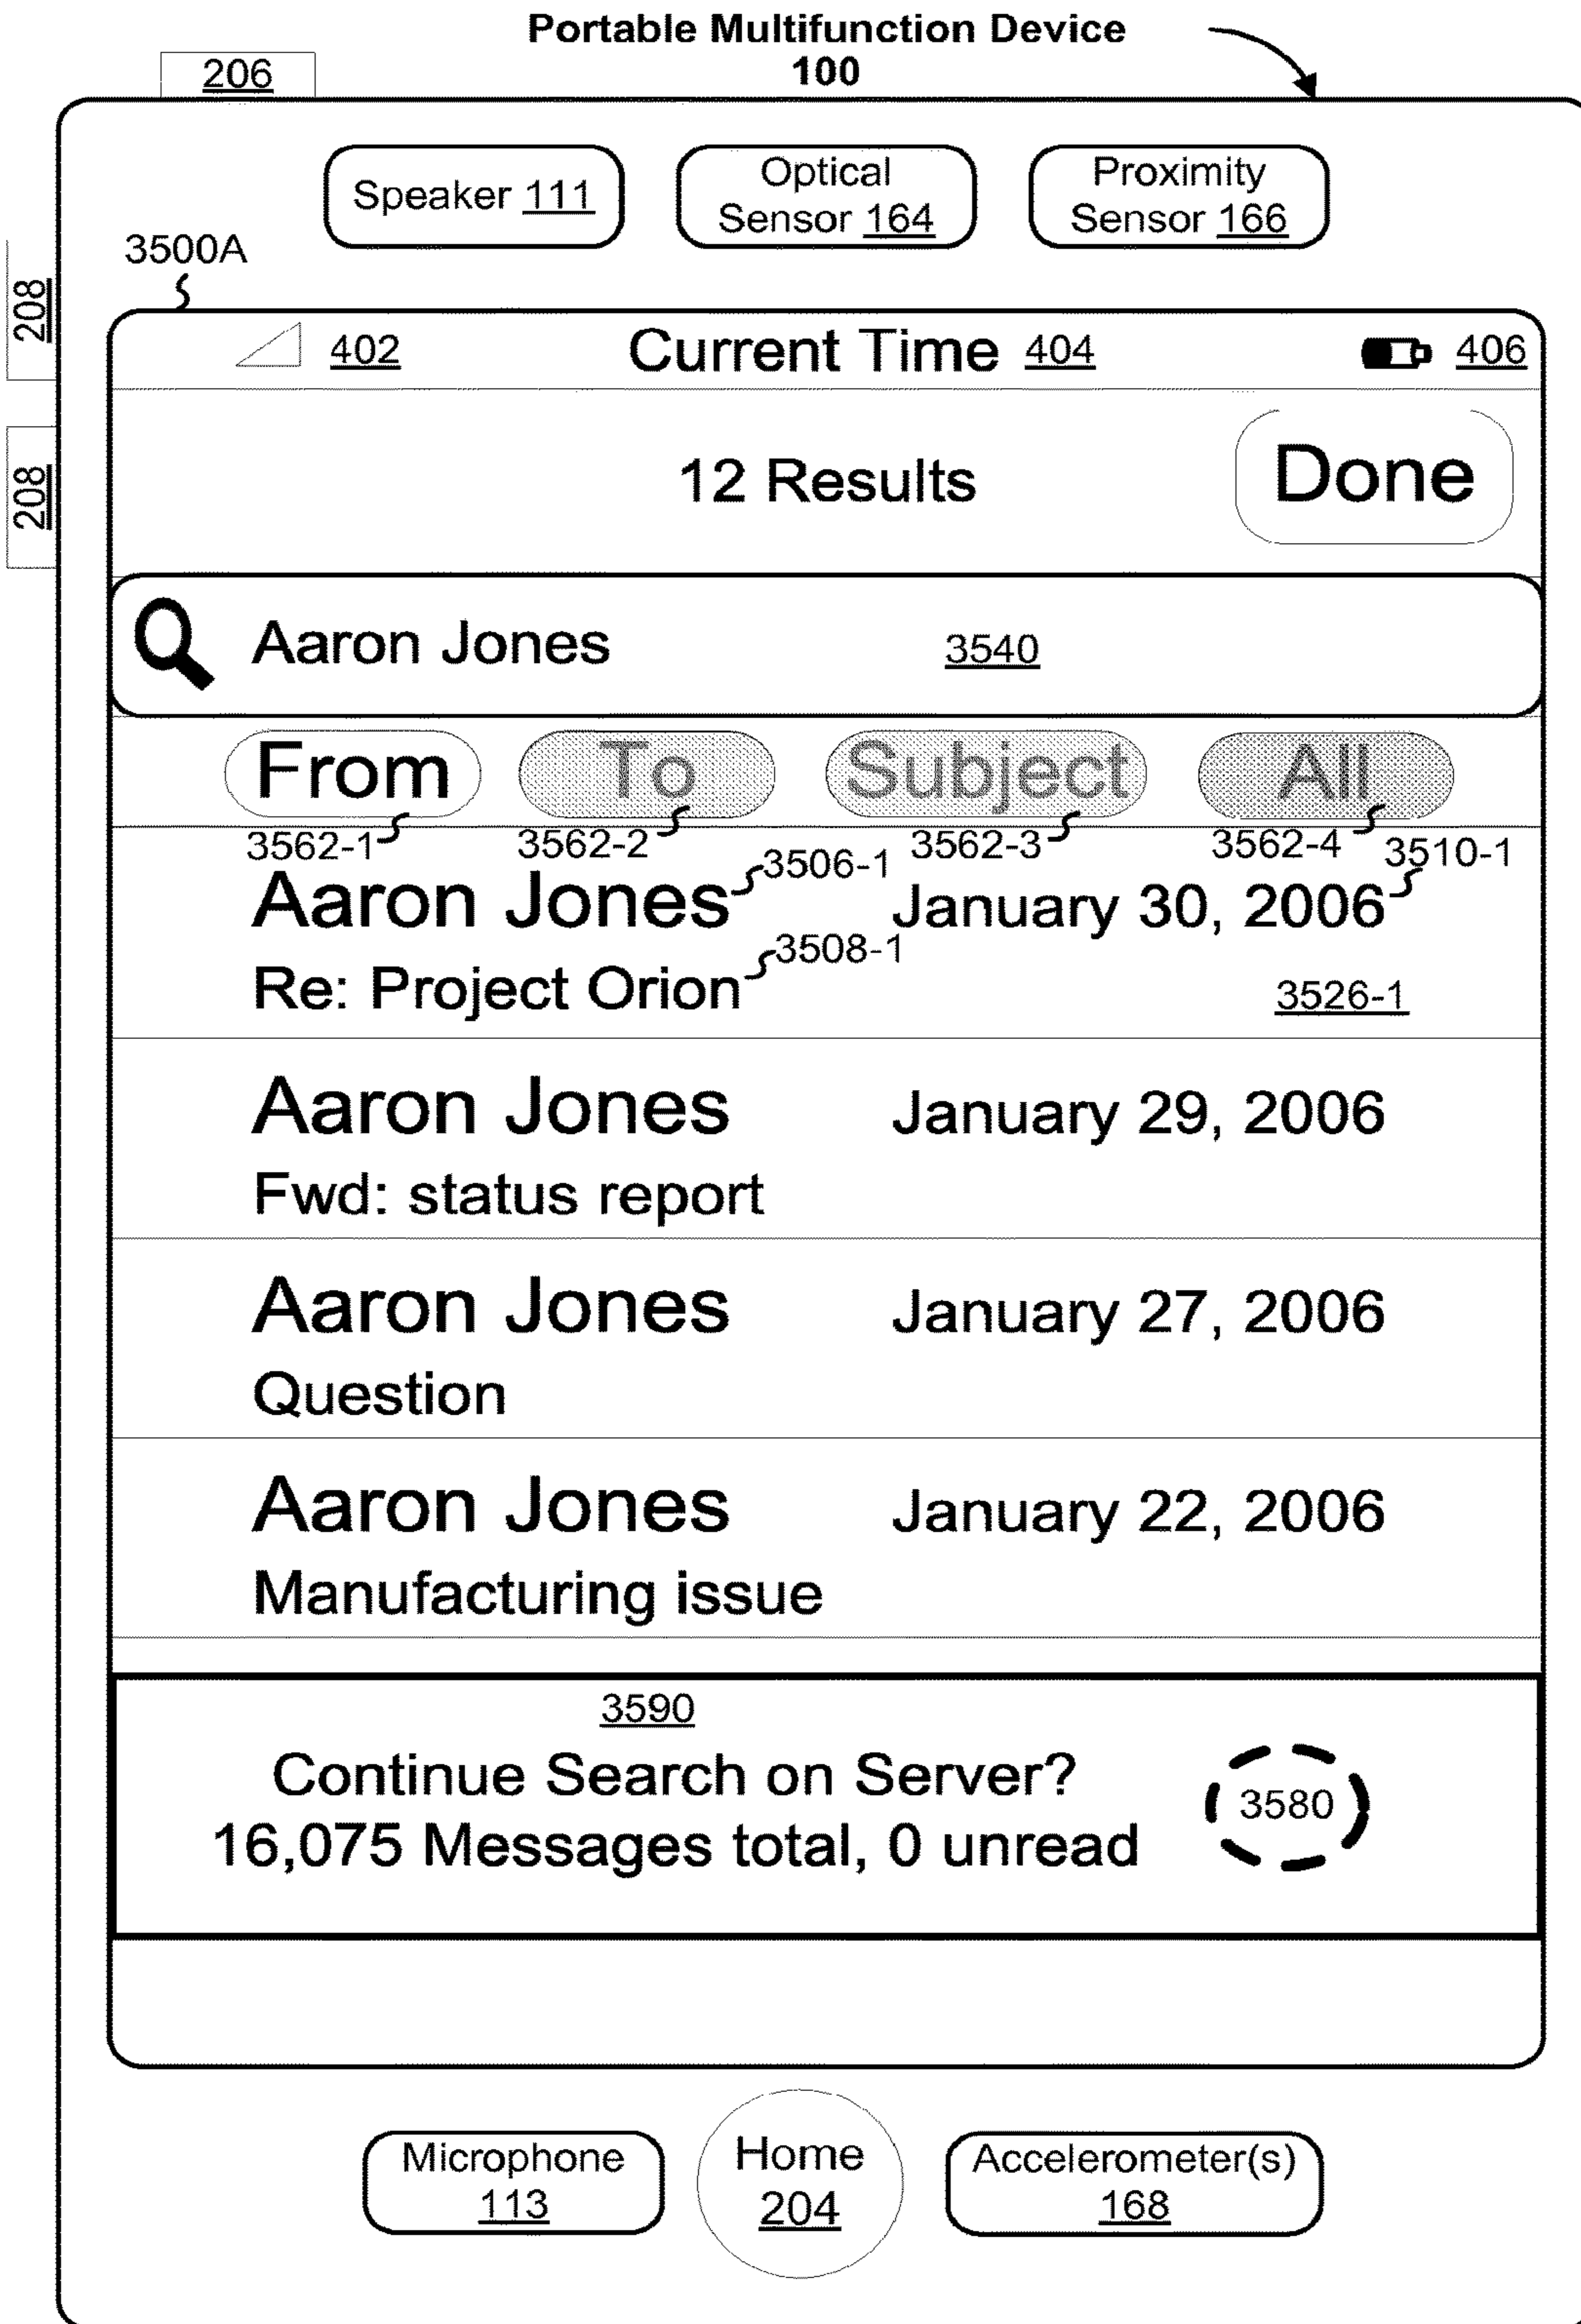 Portable Multifunction Device
100
206
Speaker 111
Optical
Sensor 164
Proximity
Sensor 166
3500A
208
402
Current Time 404
406
208
12 Results
Done
Aaron Jones
3540
From
To
Subject
All
3562-1
3562-2
3562-3
3562-4
3510-1
3506-1
Aaron Jones
January 30, 2006
3508-1
Re: Project Orion
3526-1
Aaron Jones
January 29, 2006
Fwd: status report
Aaron Jones
January 27, 2006
Question
Aaron Jones
January 22, 2006
Manufacturing issue
3590
Continue Search on Server?
16,075 Messages total, 0 unread
3580
Microphone
113
Home
204
Accelerometer(s)
168